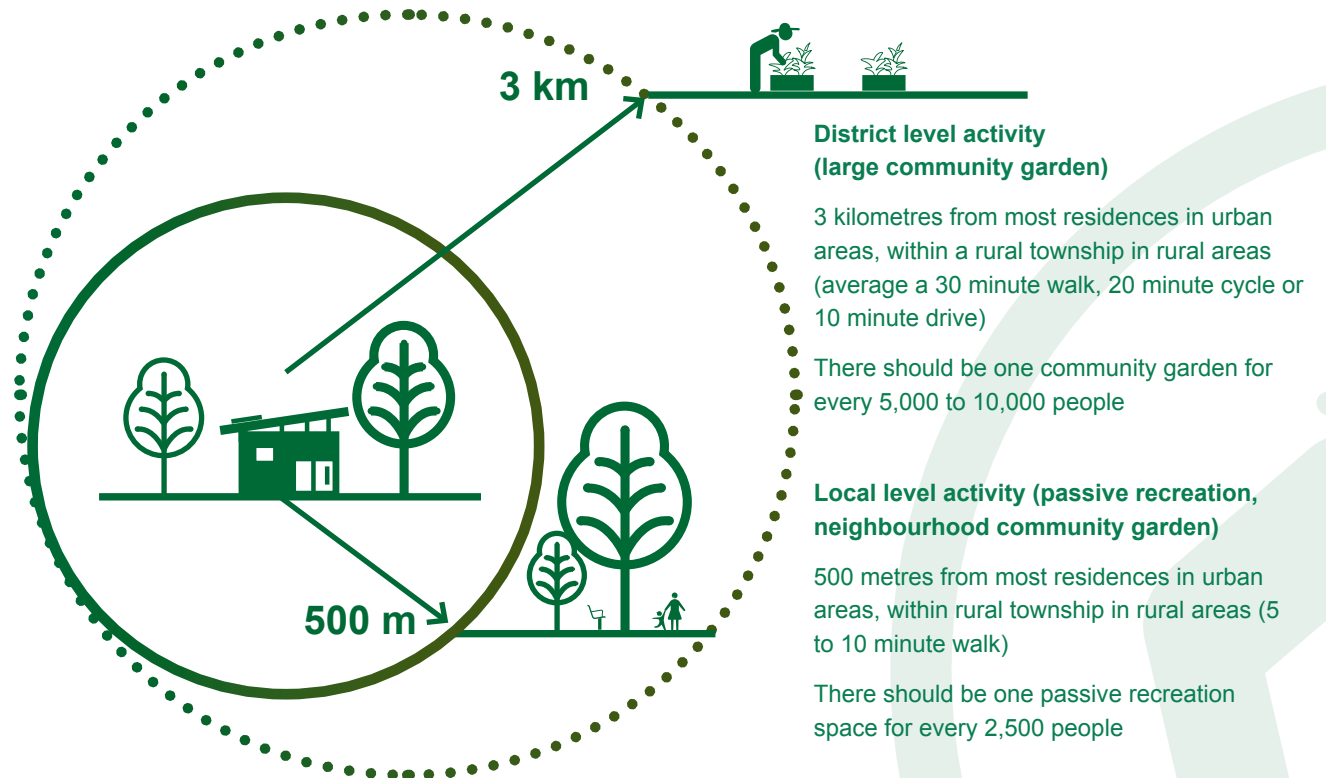 3 km
District level activity
(large community garden)
3 kilometres from most residences in urban
areas, within a rural township in rural areas
(average a 30 minute walk, 20 minute cycle or
10 minute drive)
There should be one community garden for
every 5,000 to 10,000 people
500 m
Local level activity (passive recreation,
neighbourhood community garden)
500 metres from most residences in urban
areas, within rural township in rural areas (5
to 10 minute walk)
There should be one passive recreation
space for every 2,500 people